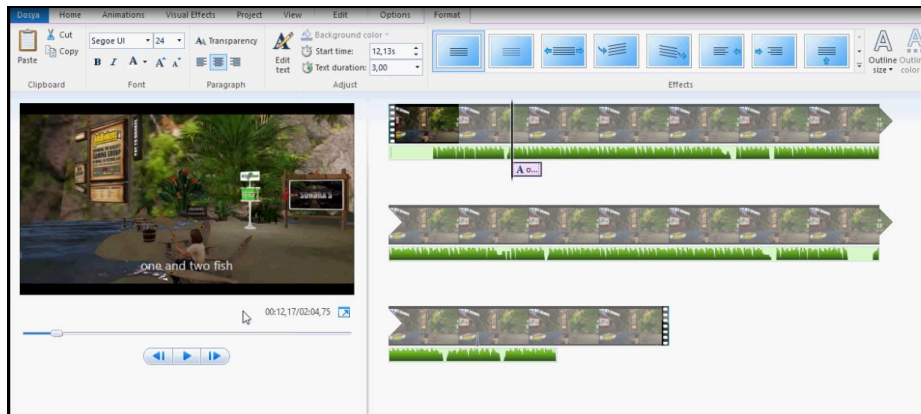 Dosya Home Animations Visual Effects Project View Edit Options Format
Cut
Copy
Paste
Segoe UI 24
B I A A A
Transparency
Edit text
Background color
Start time: 12,13s
Text duration: 3,00
Outline size
Outline color
Clipboard Font Paragraph Adjust Effects
SONORA'S
one and two fish
A o...
00:12,17/02:04,75